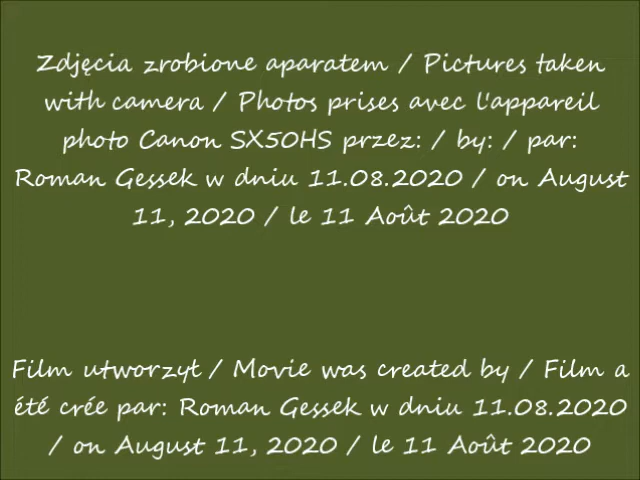 Zdjęcia zrobione aparatem / Pictures taken
with camera / Photos prises avec l'appareil
photo Canon SX50HS przez: / by: / par:
Roman Gessek w dniu 11.08.2020 / on August
11, 2020 / le 11 Août 2020
Film utworzył / Movie was created by / Film a
été crée par: Roman Gessek w dniu 11.08.2020
/ on August 11, 2020 / le 11 Août 2020